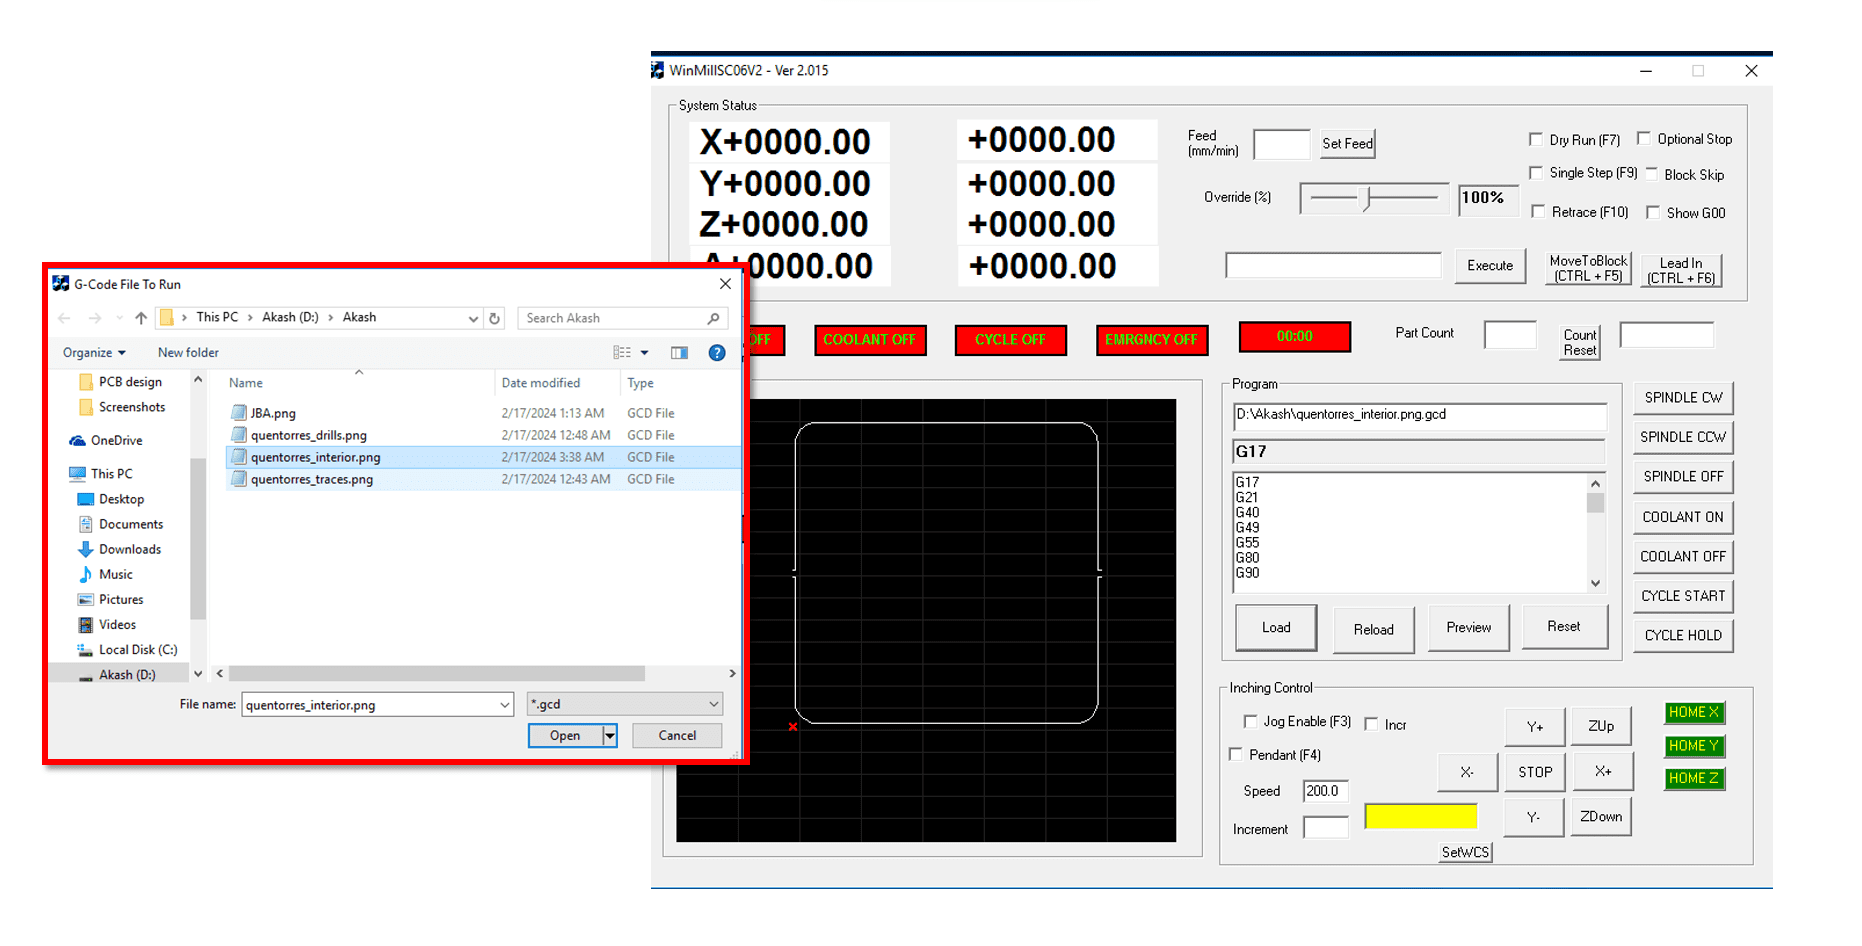 WinMillSC06V2 - Ver 2.015
System Status
X+0000.00 +0000.00
Y+0000.00 +0000.00
Z+0000.00 +0000.00
+0000.00 +0000.00
Feed (mm/min) Set Feed
Override (%) 100%
Execute
Dry Run (F7) Optional Stop
Single Step (F9) Block Skip
Retrace (F10) Show G00
MoveToBlock (CTRL + F5) Lead In (CTRL + F6)
OFF COOLANT OFF CYCLE OFF EMRGNCY OFF 00:00 Part Count Count Reset
G-Code File To Run
This PC > Akash (D:) > Akash
Search Akash
Organize New folder
Name Date modified Type
PCB design
Screenshots
OneDrive
This PC
Desktop
Documents
Downloads
Music
Pictures
Videos
Local Disk (C:)
Akash (D:)
JBA.png 2/17/2024 1:13 AM GCD File
quentorres_drills.png 2/17/2024 12:48 AM GCD File
quentorres_interior.png 2/17/2024 3:38 AM GCD File
quentorres_traces.png 2/17/2024 12:43 AM GCD File
File name: quentorres_interior.png *.gcd
Open Cancel
Program
D:\Akash\quentorres_interior.png.gcd
G17
G17
G21
G40
G49
G55
G80
G90
Load Reload Preview Reset
SPINDLE CW
SPINDLE CCW
SPINDLE OFF
COOLANT ON
COOLANT OFF
CYCLE START
CYCLE HOLD
Inching Control
Jog Enable (F3) Incr
Pendant (F4)
Speed 200.0
Increment
Y+ ZUp
X- STOP X+
Y- ZDown
SetWCS
HOME X
HOME Y
HOME Z